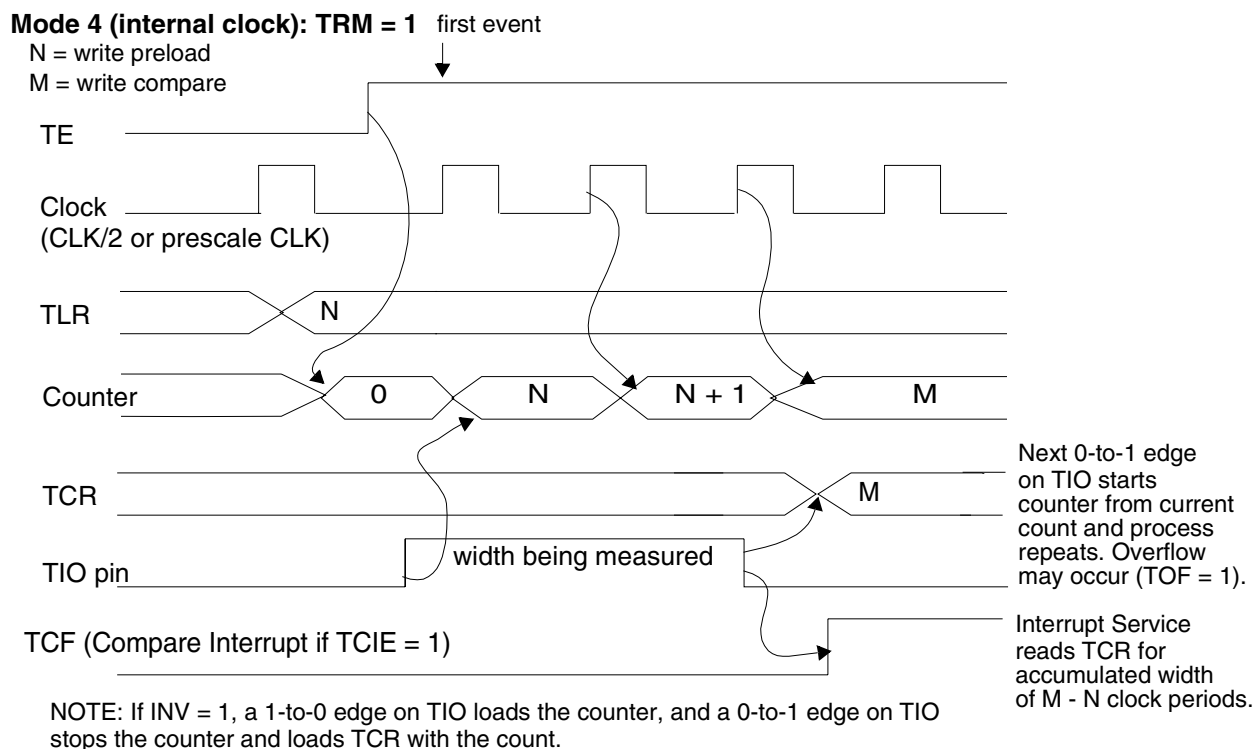 Mode 4 (internal clock): TRM = 1 first event
N = write preload
M = write compare
TE
Clock
(CLK/2 or prescale CLK)
TLR
N
Counter
0
N
N + 1
M
TCR
M
TIO pin
width being measured
Next 0-to-1 edge
on TIO starts
counter from current
count and process
repeats. Overflow
may occur (TOF = 1).
TCF (Compare Interrupt if TCIE = 1)
Interrupt Service
reads TCR for
accumulated width
of M - N clock periods.
NOTE: If INV = 1, a 1-to-0 edge on TIO loads the counter, and a 0-to-1 edge on TIO
stops the counter and loads TCR with the count.